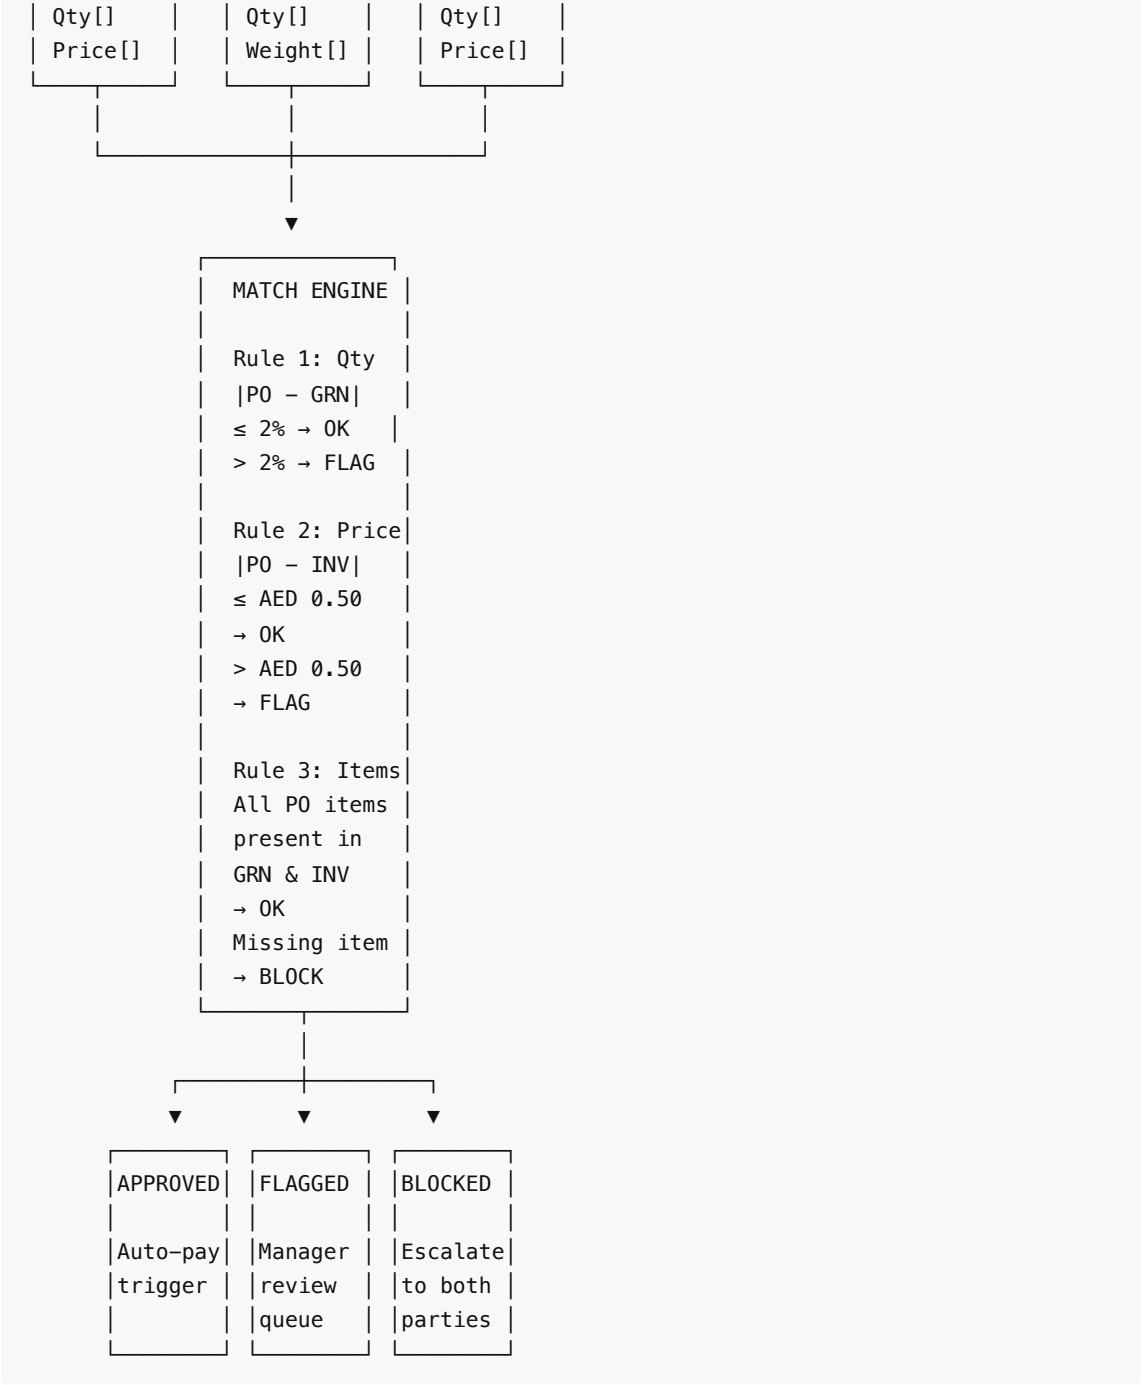 Qty[] Qty[] Qty[]
Price[] Weight[] Price[]
MATCH ENGINE
Rule 1: Qty
|PO − GRN|
≤ 2% → OK
> 2% → FLAG
Rule 2: Price
|PO − INV|
≤ AED 0.50
→ OK
> AED 0.50
→ FLAG
Rule 3: Items
All PO items
present in
GRN & INV
→ OK
Missing item
→ BLOCK
APPROVED FLAGGED BLOCKED
Auto−pay Manager Escalate
trigger review to both
queue parties